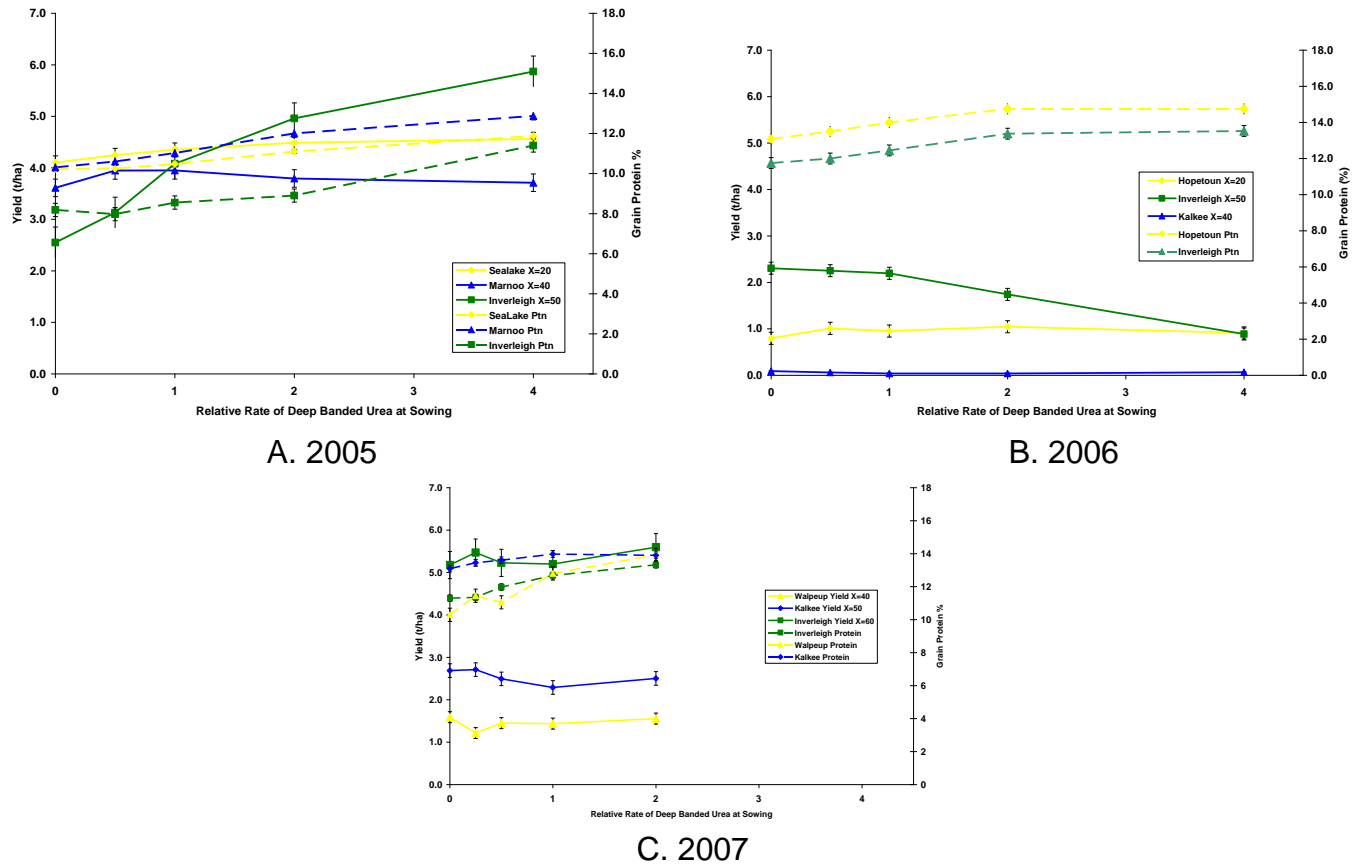 7.0
6.0
5.0
4.0
3.0
2.0
1.0
0.0
Yield (t/ha)
18.0
16.0
14.0
12.0
10.0
8.0
6.0
4.0
2.0
0.0
Grain Protein %
0
1
2
3
4
Relative Rate of Deep Banded Urea at Sowing
Sealake X=20
Marnoo X=40
Inverleigh X=50
SeaLake Ptn
Marnoo Ptn
Inverleigh Ptn
A. 2005
7.0
6.0
5.0
4.0
3.0
2.0
1.0
0.0
Yield (t/ha)
18.0
16.0
14.0
12.0
10.0
8.0
6.0
4.0
2.0
0.0
Grain Protein (%)
0
1
2
3
4
Relative Rate of Deep Banded Urea at Sowing
Hopetoun X=20
Inverleigh X=50
Kalkee X=40
Hopetoun Ptn
Inverleigh Ptn
B. 2006
7.0
6.0
5.0
4.0
3.0
2.0
1.0
0.0
Yield (t/ha)
18
16
14
12
10
8
6
4
2
0
Grain Protein %
0
1
2
3
4
Relative Rate of Deep Banded Urea at Sowing
Walpeup Yield X=40
Kalkee Yield X=50
Inverleigh Yield X=60
Inverleigh Protein
Walpeup Protein
Kalkee Protein
C. 2007